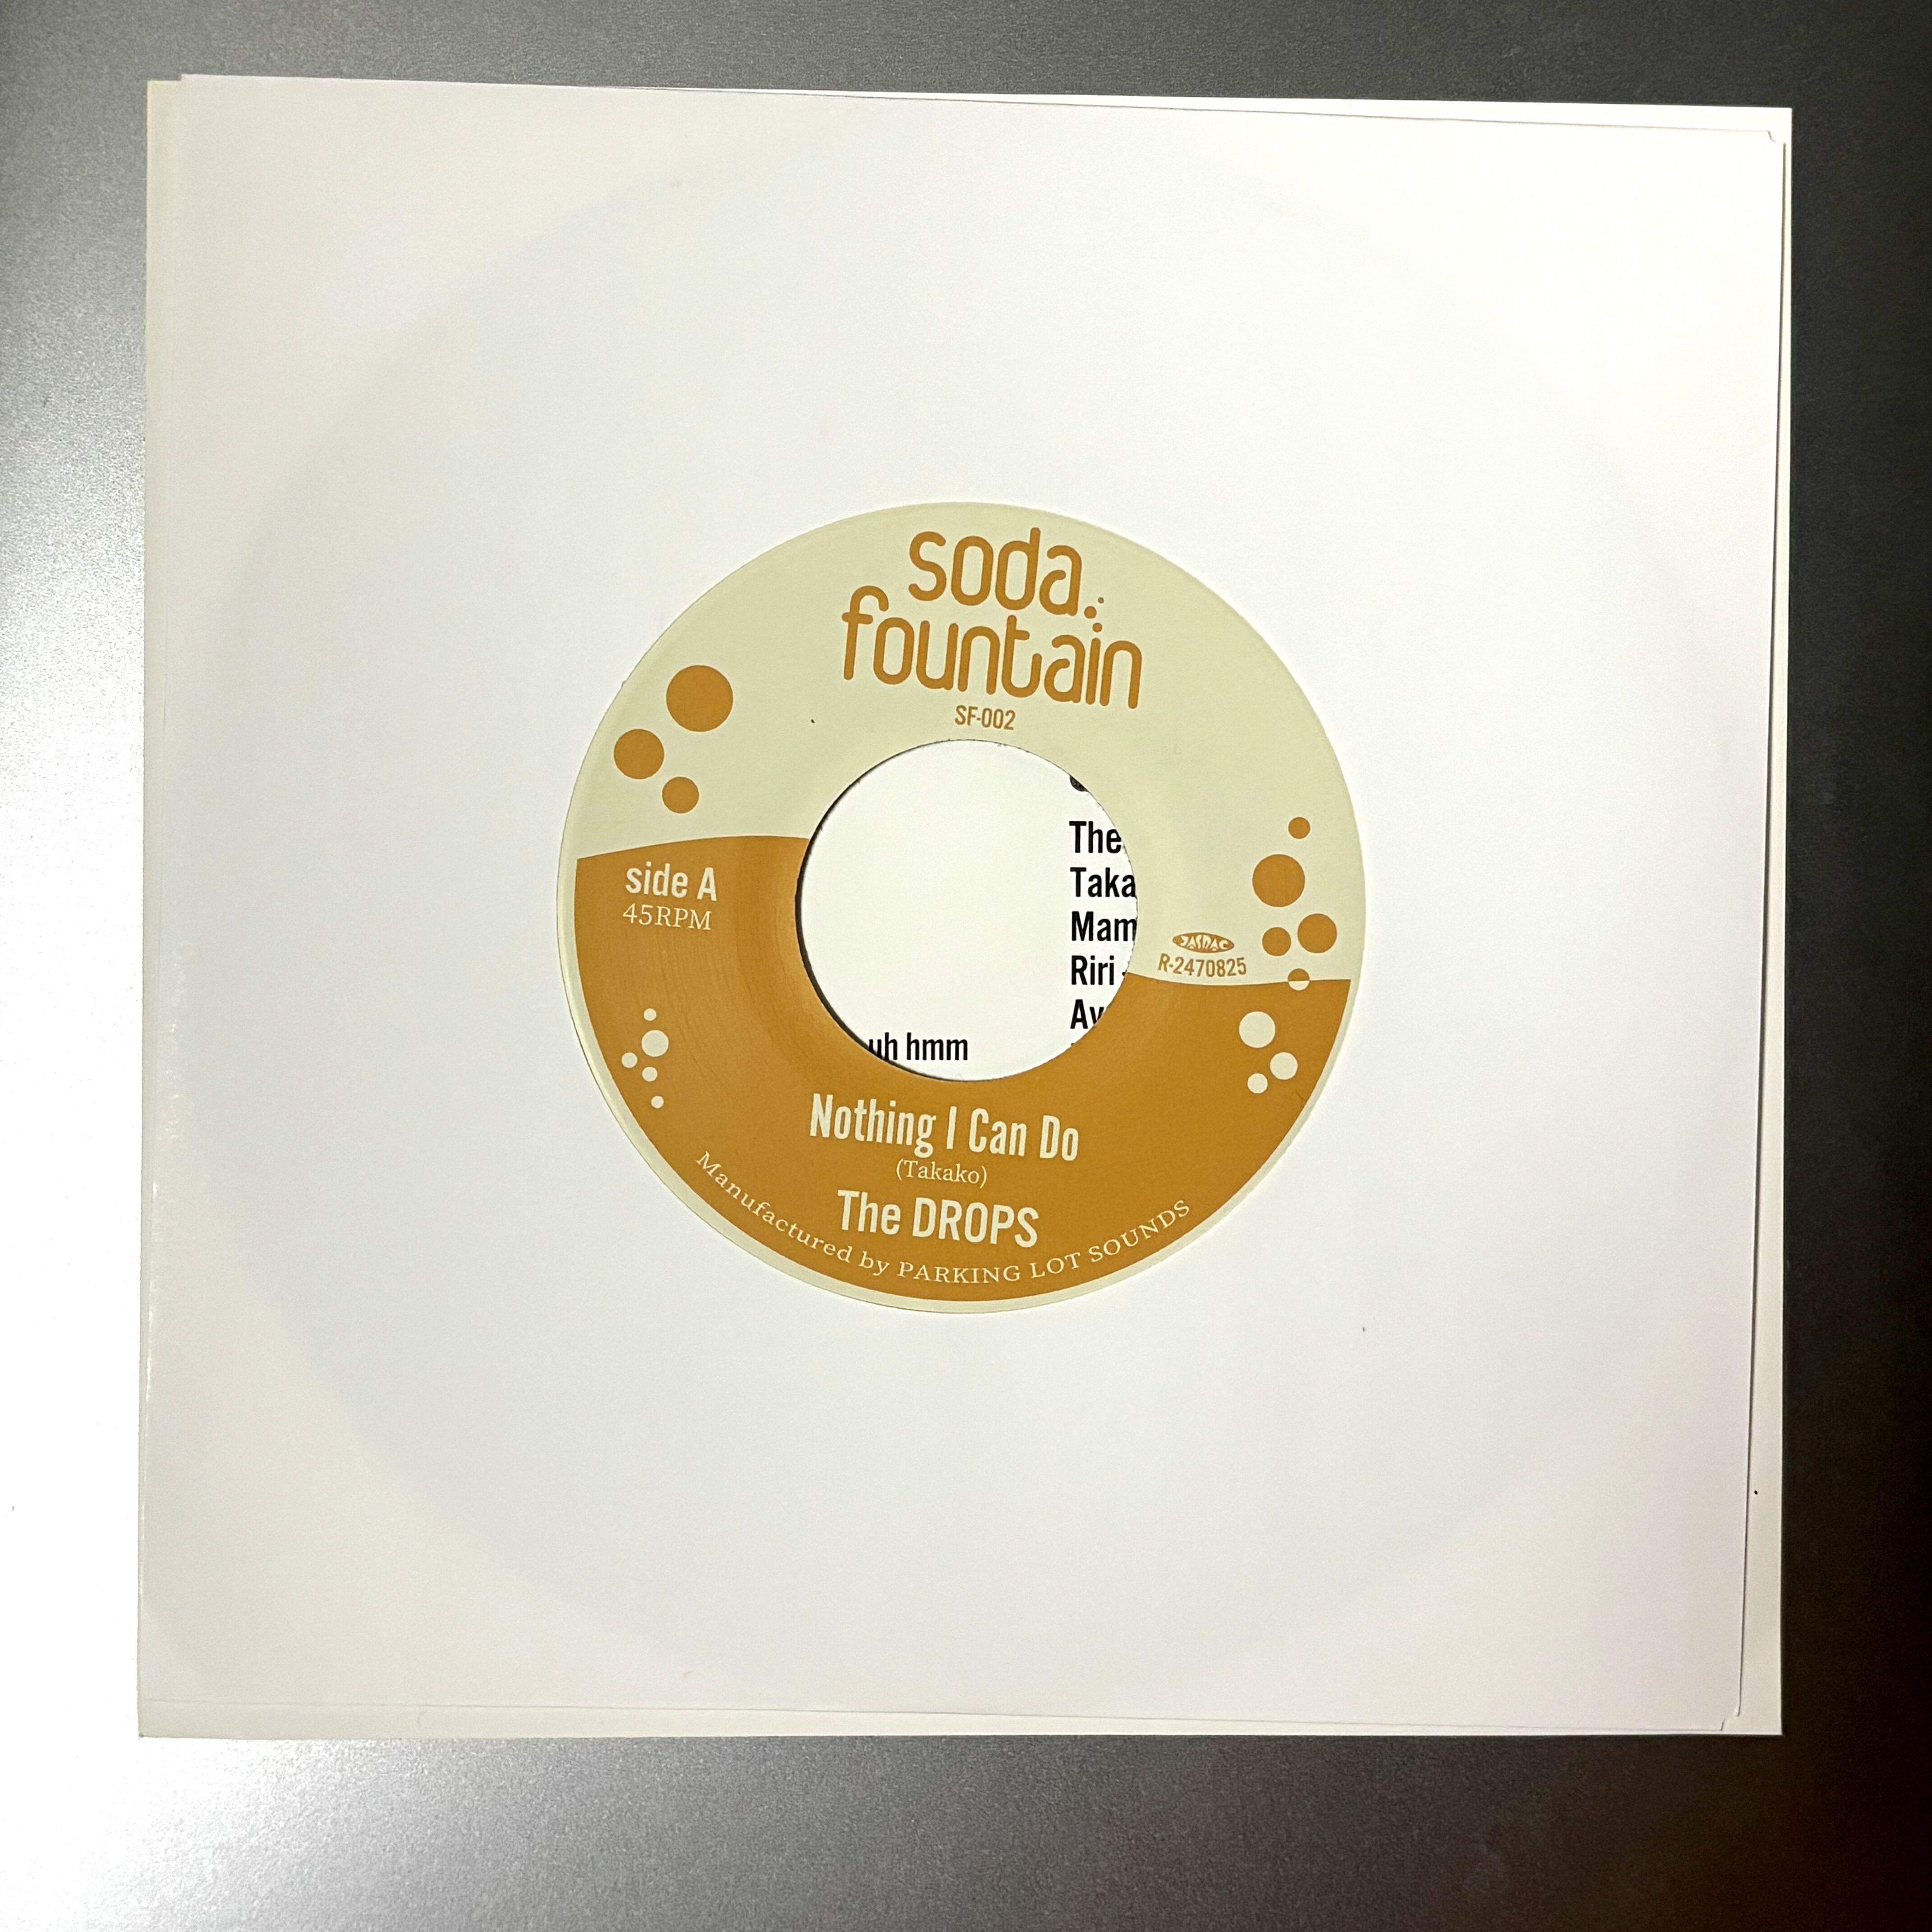 soda
fountain
SF-002
side A
45RPM
The
Taka
Mam
Riri
uh hmm
JASRAC
R-2470825
Nothing I Can Do
(Takako)
The DROPS
Manufactured by PARKING LOT SOUNDS